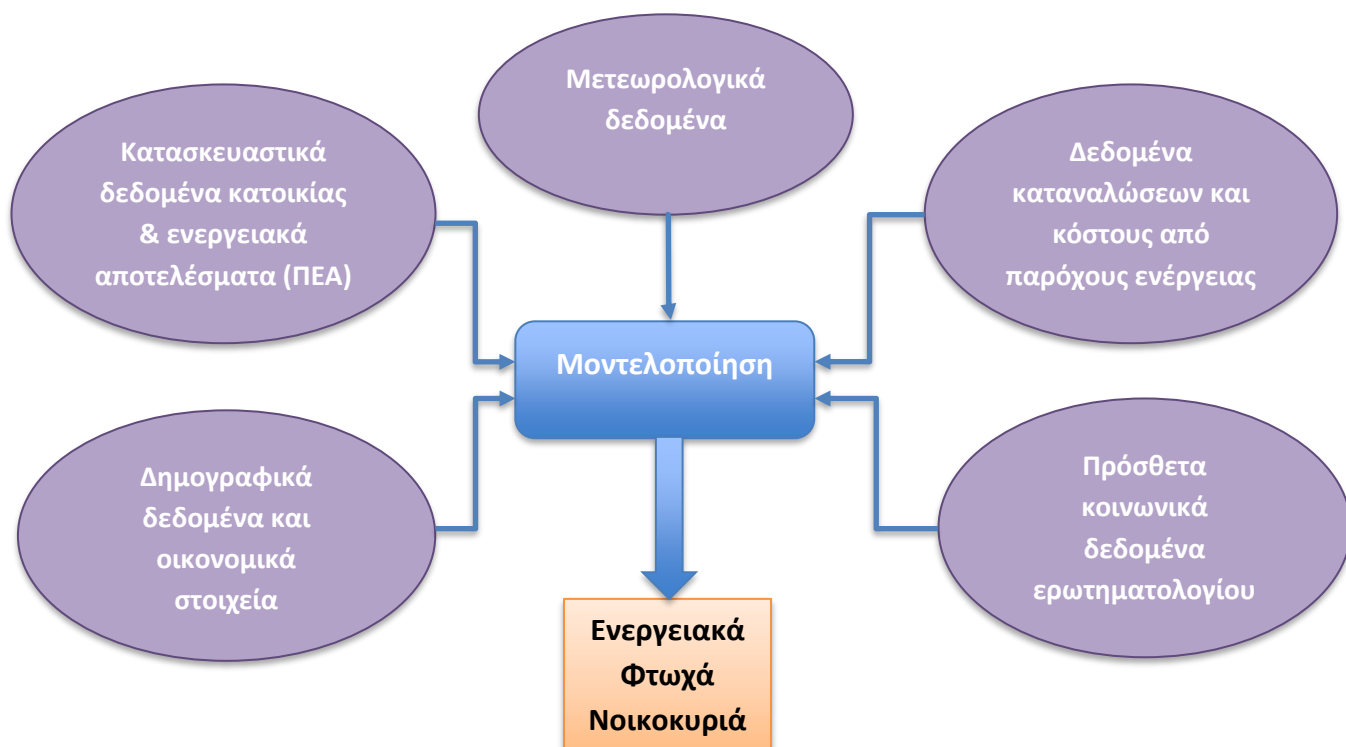 Μετεωρολογικά
δεδομένα
Κατασκευαστικά
δεδομένα κατοικίας
& ενεργειακά
αποτελέσματα (ΠΕΑ)
Δεδομένα
καταναλώσεων και
κόστους από
παρόχους ενέργειας
Μοντελοποίηση
Δημογραφικά
δεδομένα και
οικονομικά
στοιχεία
Πρόσθετα
κοινωνικά
δεδομένα
ερωτηματολογίου
Ενεργειακά
Φτωχά
Νοικοκυριά